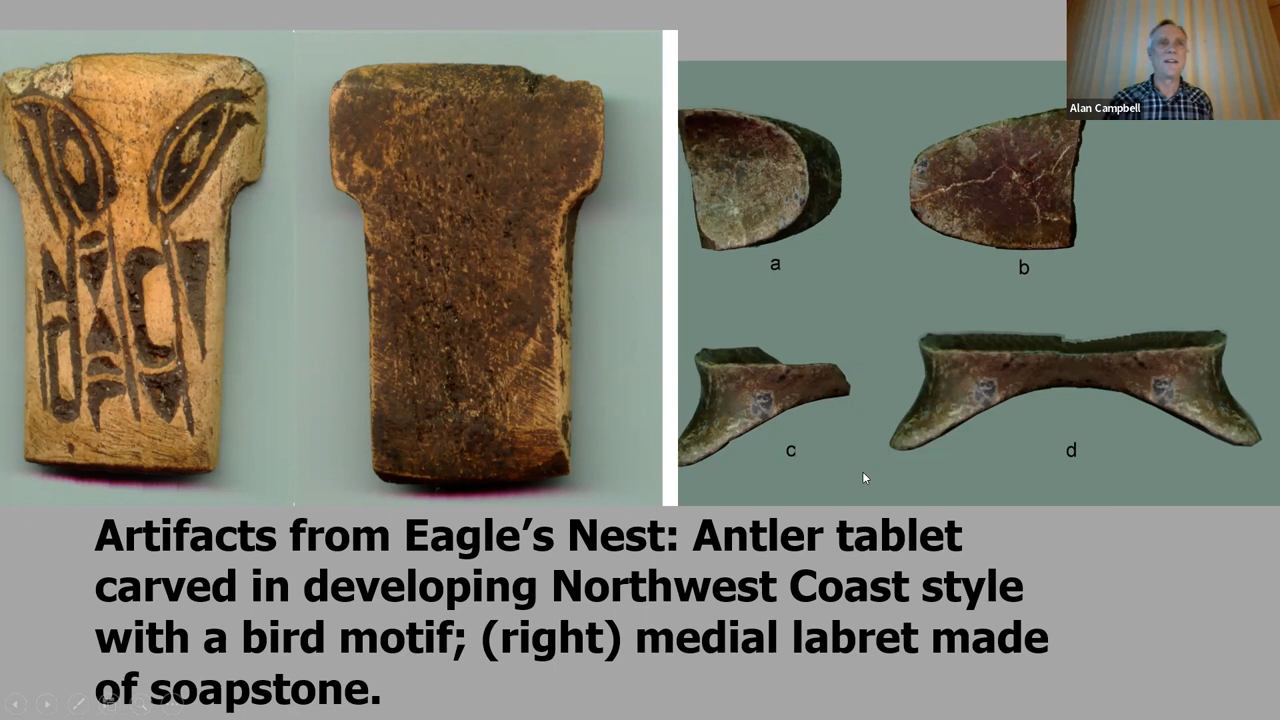 Alan Campbell
a
b
c
d
Artifacts from Eagle’s Nest: Antler tablet
carved in developing Northwest Coast style
with a bird motif; (right) medial labret made
of soapstone.